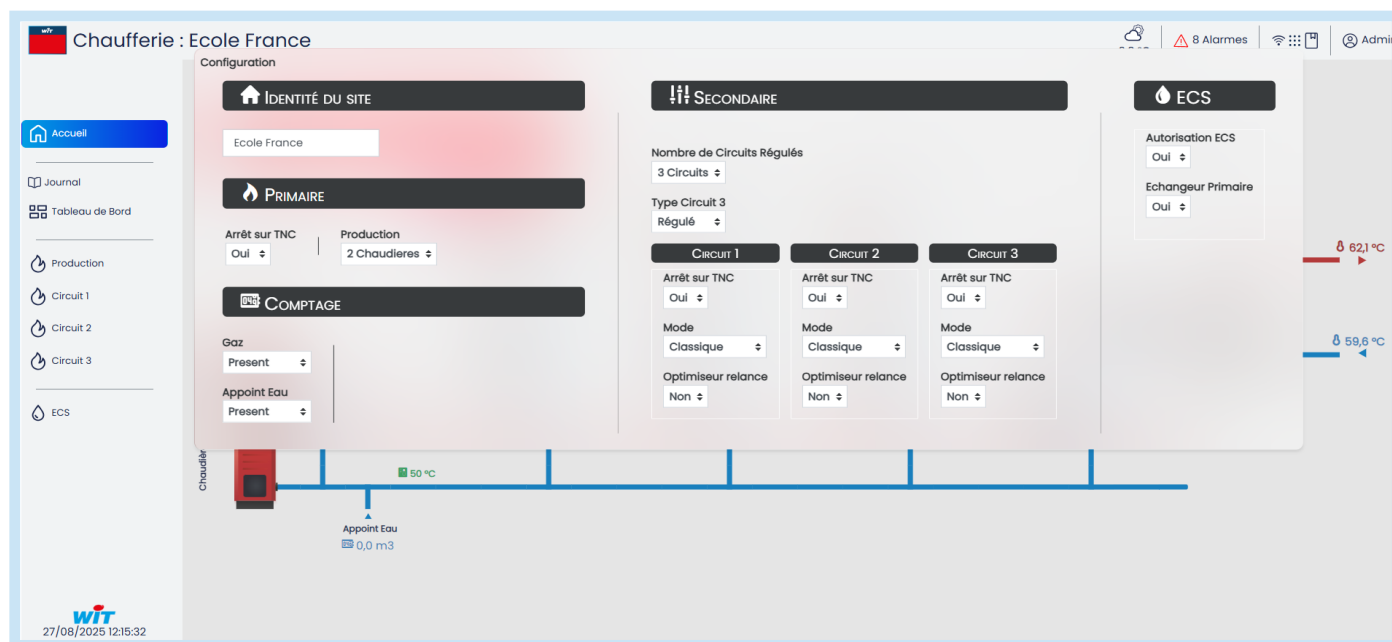 wit
Chaufferie : Ecole France
8 Alarmes
Configuration
Identité du site
Secondaire
ECS
Accueil
Ecole France
Autorisation ECS
Oui
Nombre de Circuits Régulés
3 Circuits
Journal
Primaire
Echangeur Primaire
Oui
Type Circuit 3
Régulé
Tableau de Bord
Arrêt sur TNC
Production
Oui
2 Chaudieres
Circuit 1
Circuit 2
Circuit 3
62,1 °C
Production
Arrêt sur TNC
Arrêt sur TNC
Arrêt sur TNC
Oui
Oui
Oui
Circuit 1
Comptage
Circuit 2
Mode
Mode
Mode
Classique
Classique
Classique
Gaz
Present
59,6 °C
Circuit 3
Optimiseur relance
Optimiseur relance
Optimiseur relance
Non
Non
Non
Appoint Eau
Present
ECS
50 °C
Appoint Eau
0,0 m3
wit
27/08/2025 12:15:32